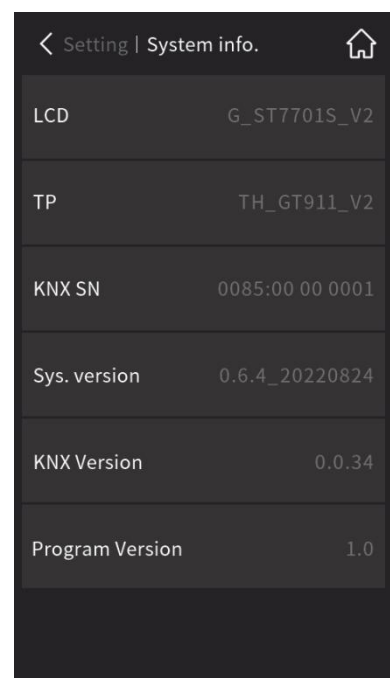 Setting | System info.
LCD G_ST7701S_V2
TP TH_GT911_V2
KNX SN 0085:00 00 0001
Sys. version 0.6.4_20220824
KNX Version 0.0.34
Program Version 1.0